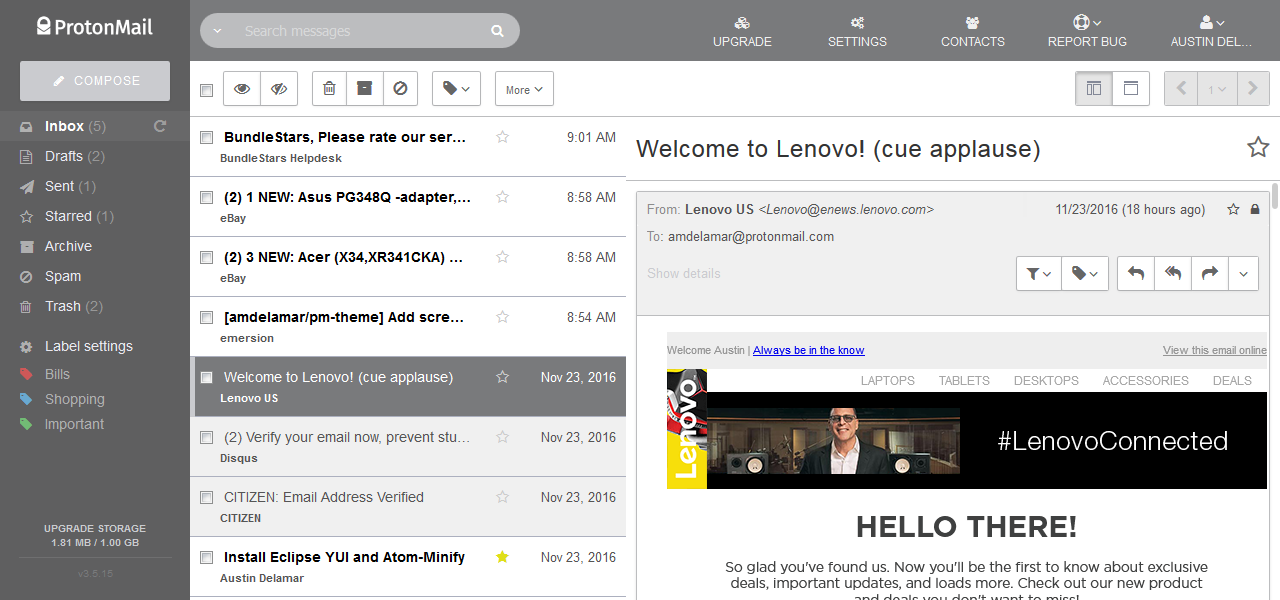 ProtonMail
Search messages
UPGRADE
SETTINGS
CONTACTS
REPORT BUG
AUSTIN DEL...
COMPOSE
More
1
Inbox (5)
Drafts (2)
Sent (1)
Starred (1)
Archive
Spam
Trash (2)
Label settings
Bills
Shopping
Important
UPGRADE STORAGE
1.81 MB / 1.00 GB
v3.5.15
BundleStars, Please rate our ser... 9:01 AM
BundleStars Helpdesk
(2) 1 NEW: Asus PG348Q -adapter,... 8:58 AM
eBay
(2) 3 NEW: Acer (X34,XR341CKA) ... 8:58 AM
eBay
[amdelamar/pm-theme] Add scre... 8:54 AM
emersion
Welcome to Lenovo! (cue applause) Nov 23, 2016
Lenovo US
(2) Verify your email now, prevent stu... Nov 23, 2016
Disqus
CITIZEN: Email Address Verified Nov 23, 2016
CITIZEN
Install Eclipse YUI and Atom-Minify Nov 23, 2016
Austin Delamar
Welcome to Lenovo! (cue applause)
From: Lenovo US <Lenovo@enews.lenovo.com> 11/23/2016 (18 hours ago)
To: amdelamar@protonmail.com
Show details
Welcome Austin | Always be in the know View this email online
LAPTOPS TABLETS DESKTOPS ACCESSORIES DEALS
Lenovo
#LenovoConnected
HELLO THERE!
So glad you've found us. Now you'll be the first to know about exclusive
deals, important updates, and loads more. Check out our new product
and deals you don't want to miss!